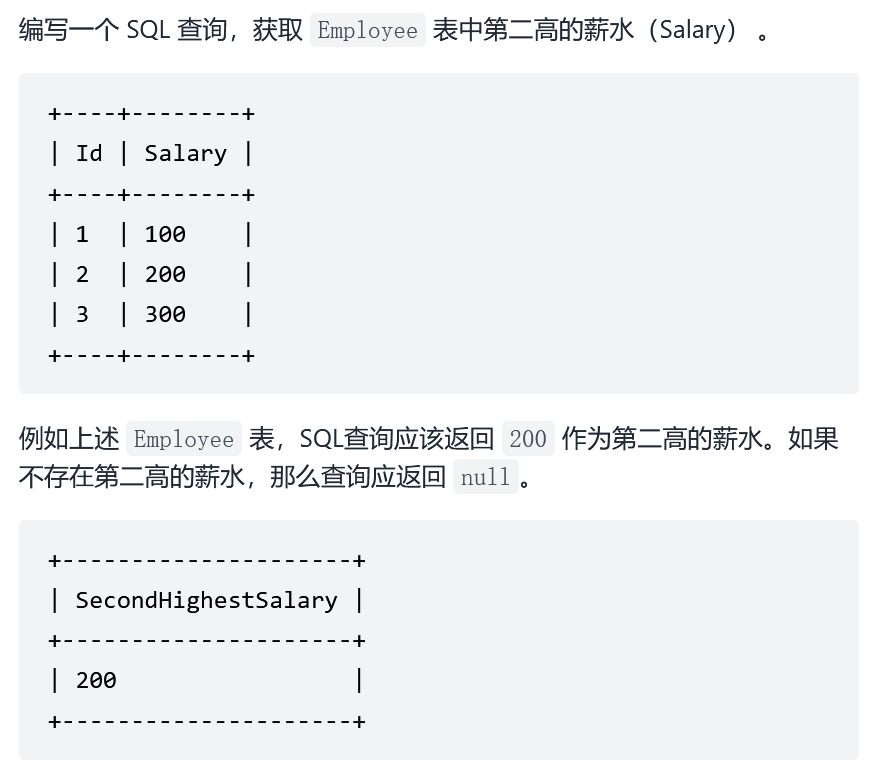 编写一个 SQL 查询，获取 Employee 表中第二高的薪水（Salary） 。
+----+--------+
| Id | Salary |
+----+--------+
| 1  | 100    |
| 2  | 200    |
| 3  | 300    |
+----+--------+
例如上述 Employee 表，SQL查询应该返回 200 作为第二高的薪水。如果
不存在第二高的薪水，那么查询应返回 null。
+---------------------+
| SecondHighestSalary |
+---------------------+
| 200                 |
+---------------------+